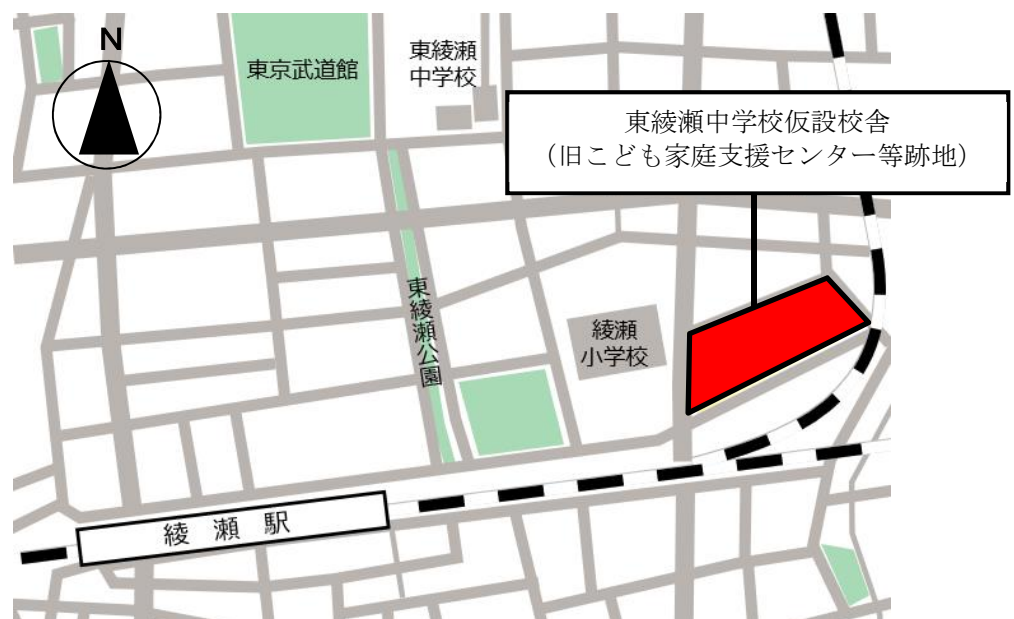 N
東京武道館
東綾瀬
中学校
東綾瀬中学校仮設校舎
（旧こども家庭支援センター等跡地）
東綾瀬公園
綾瀬
小学校
綾瀬駅